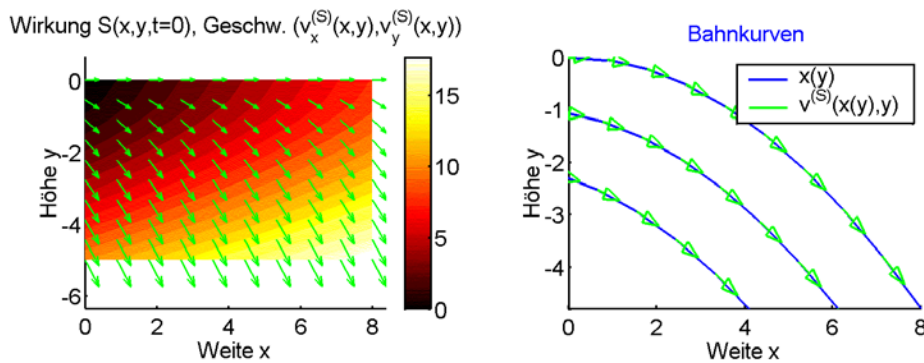 Wirkung S(x,y,t=0), Geschw. (v_x^(S)(x,y),v_y^(S)(x,y))
0
-2
-4
-6
Höhe y
0 2 4 6 8
Weite x
15
10
5
0
Bahnkurven
0
-1
-2
-3
-4
Höhe y
0 2 4 6 8
Weite x
x(y)
v^(S)(x(y),y)